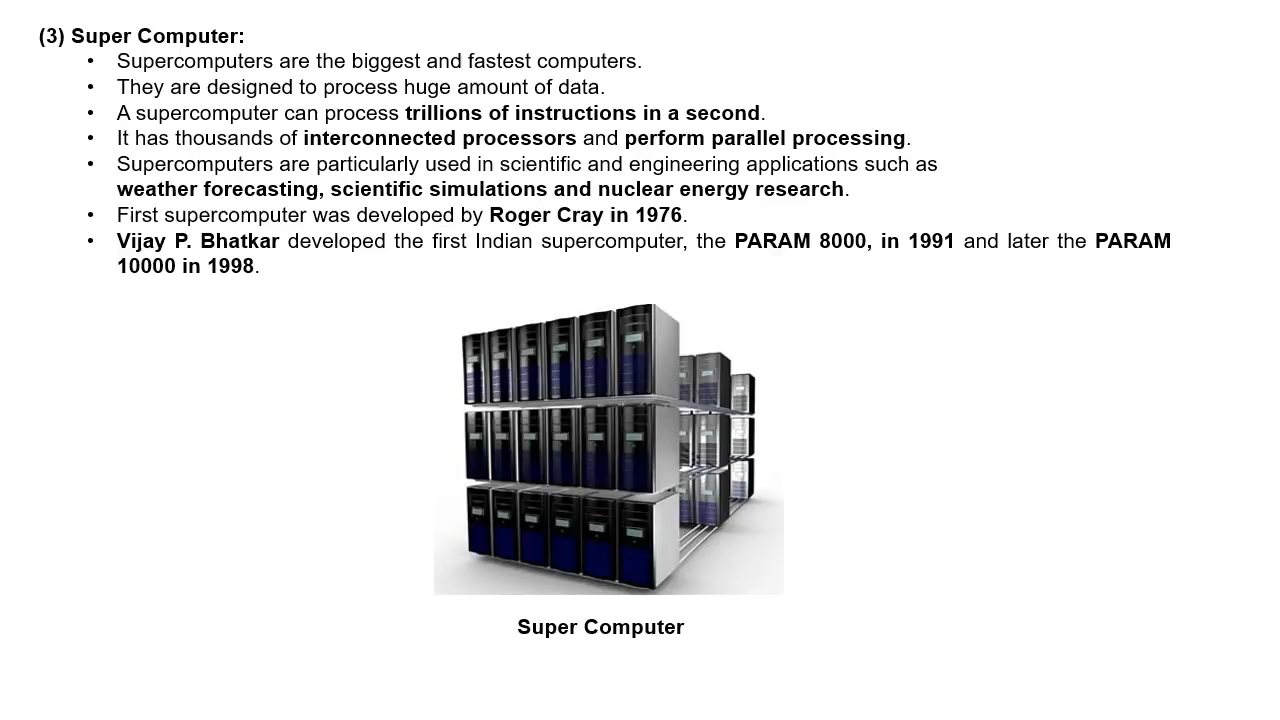 (3) Super Computer:
• Supercomputers are the biggest and fastest computers.
• They are designed to process huge amount of data.
• A supercomputer can process trillions of instructions in a second.
• It has thousands of interconnected processors and perform parallel processing.
• Supercomputers are particularly used in scientific and engineering applications such as
weather forecasting, scientific simulations and nuclear energy research.
• First supercomputer was developed by Roger Cray in 1976.
• Vijay P. Bhatkar developed the first Indian supercomputer, the PARAM 8000, in 1991 and later the PARAM
10000 in 1998.
Super Computer